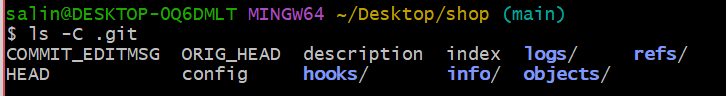 salin@DESKTOP-OQ6DMLT MINGW64 ~/Desktop/shop (main)
$ ls -C .git
COMMIT_EDITMSG  ORIG_HEAD  description  index  logs/     refs/
HEAD            config     hooks/       info/  objects/